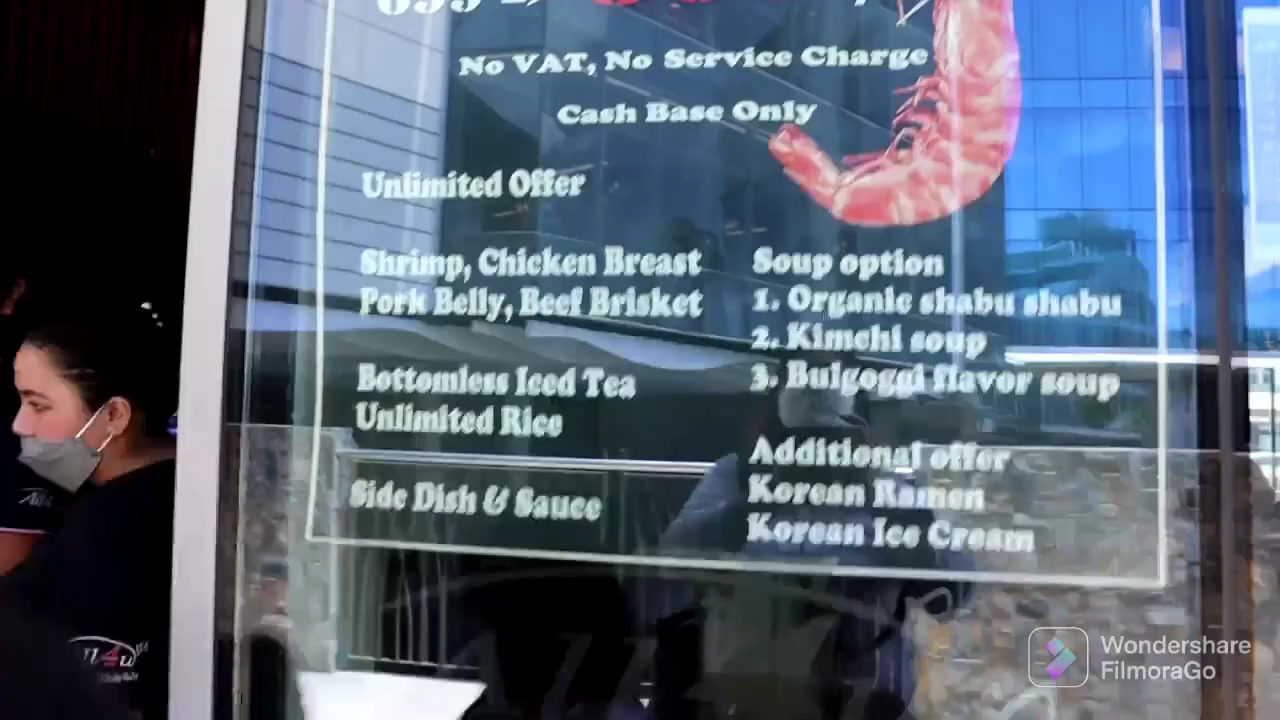 No VAT, No Service Charge
Cash Base Only
Unlimited Offer
Shrimp, Chicken Breast
Pork Belly, Beef Brisket
Bottomless Iced Tea
Unlimited Rice
Side Dish & Sauce
Soup option
1. Organic shabu shabu
2. Kimchi soup
3. Bulgoggi flavor soup
Additional offer
Korean Ramen
Korean Ice Cream
Wondershare
FilmoraGo